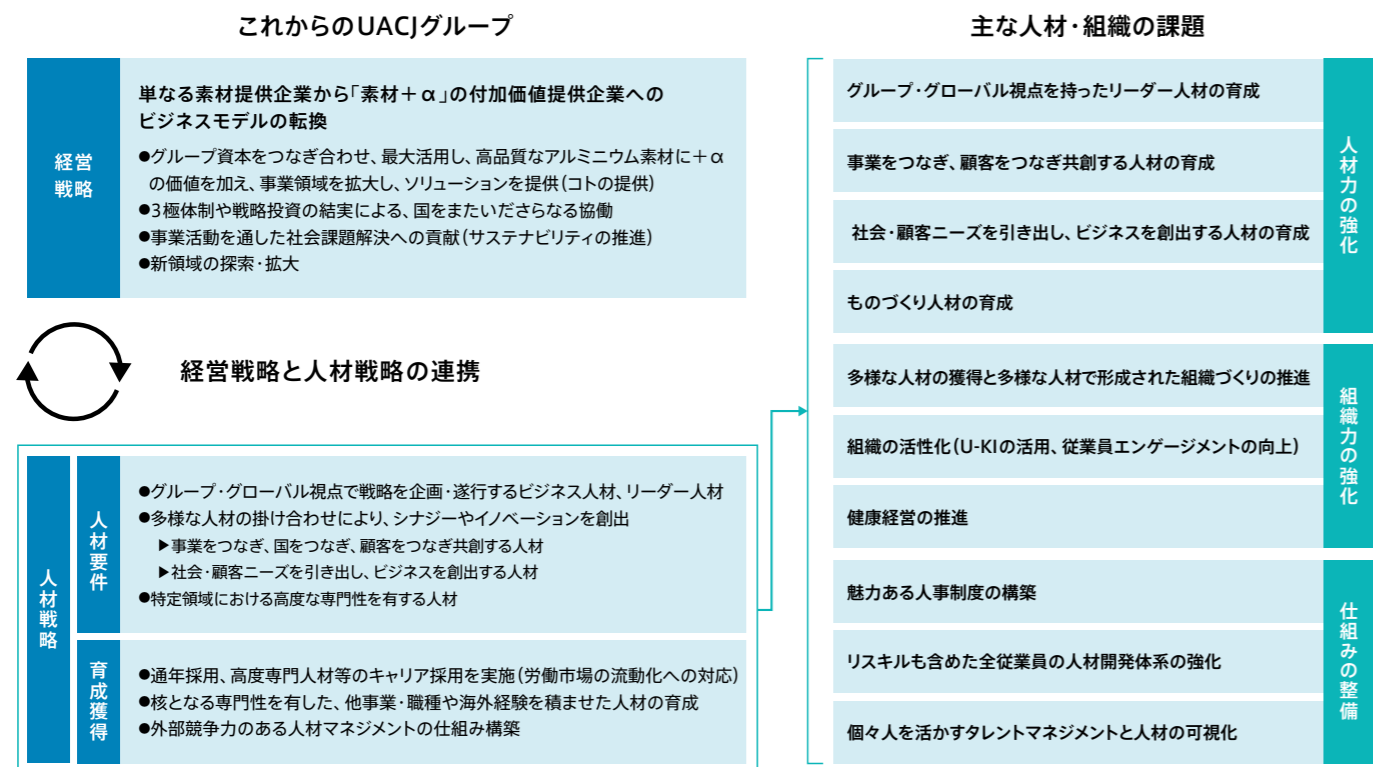 これからのUACJグループ
経営
戦略
単なる素材提供企業から「素材+α」の付加価値提供企業への
ビジネスモデルの転換
●グループ資本をつなぎ合わせ、最大活用し、高品質なアルミニウム素材に+α
の価値を加え、事業領域を拡大し、ソリューションを提供(コトの提供)
●3極体制や戦略投資の結実による、国をまたいださらなる協働
●事業活動を通した社会課題解決への貢献(サステナビリティの推進)
●新領域の探索・拡大
経営戦略と人材戦略の連携
人材戦略
人材要件
●グループ・グローバル視点で戦略を企画・遂行するビジネス人材、リーダー人材
●多様な人材の掛け合わせにより、シナジーやイノベーションを創出
▶事業をつなぎ、国をつなぎ、顧客をつなぎ共創する人材
▶社会・顧客ニーズを引き出し、ビジネスを創出する人材
●特定領域における高度な専門性を有する人材
育成獲得
●通年採用、高度専門人材等のキャリア採用を実施(労働市場の流動化への対応)
●核となる専門性を有した、他事業・職種や海外経験を積ませた人材の育成
●外部競争力のある人材マネジメントの仕組み構築
主な人材・組織の課題
グループ・グローバル視点を持ったリーダー人材の育成
事業をつなぎ、顧客をつなぎ共創する人材の育成
社会・顧客ニーズを引き出し、ビジネスを創出する人材の育成
ものづくり人材の育成
人材力の強化
多様な人材の獲得と多様な人材で形成された組織づくりの推進
組織の活性化(U-KIの活用、従業員エンゲージメントの向上)
健康経営の推進
組織力の強化
魅力ある人事制度の構築
リスキルも含めた全従業員の人材開発体系の強化
個々人を活かすタレントマネジメントと人材の可視化
仕組みの整備